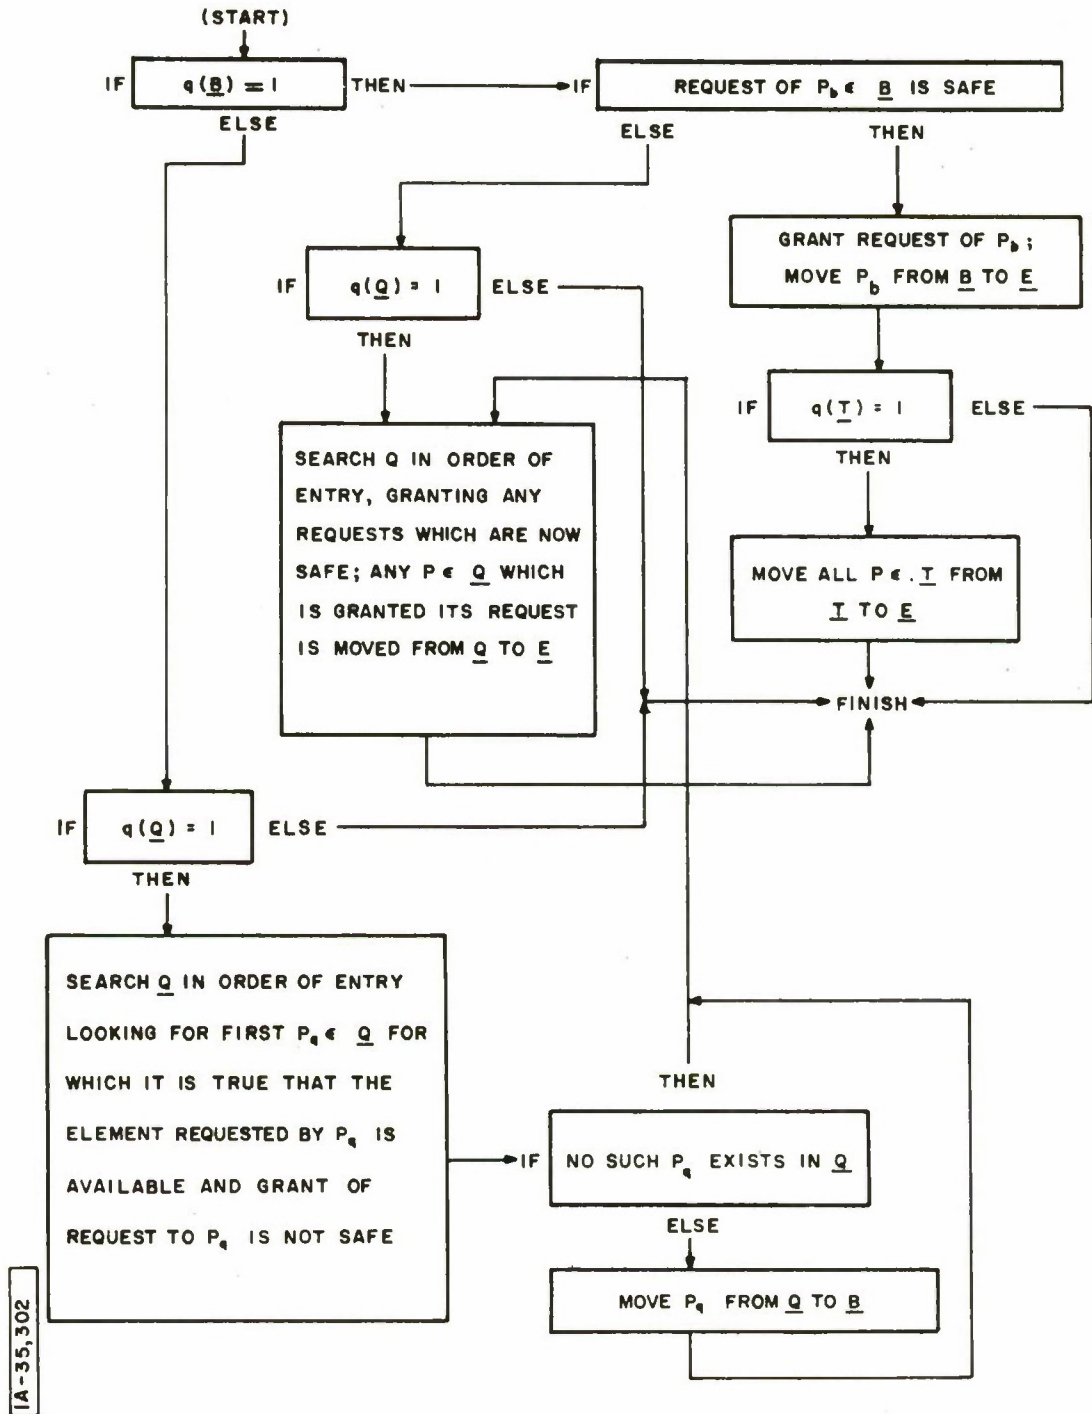 (START)
IF q(B) = 1 THEN IF REQUEST OF Pb ϵ B IS SAFE
ELSE
ELSE THEN
GRANT REQUEST OF Pb;
MOVE Pb FROM B TO E
IF q(Q) = 1 ELSE
THEN
IF q(T) = 1 ELSE
THEN
SEARCH Q IN ORDER OF
ENTRY, GRANTING ANY
REQUESTS WHICH ARE NOW
SAFE; ANY P ϵ Q WHICH
IS GRANTED ITS REQUEST
IS MOVED FROM Q TO E
MOVE ALL P ϵ . T FROM
T TO E
FINISH
IF q(Q) = 1 ELSE
THEN
SEARCH Q IN ORDER OF ENTRY
LOOKING FOR FIRST Pq ϵ Q FOR
WHICH IT IS TRUE THAT THE
ELEMENT REQUESTED BY Pq IS
AVAILABLE AND GRANT OF
REQUEST TO Pq IS NOT SAFE
THEN
IF NO SUCH Pq EXISTS IN Q
ELSE
MOVE Pq FROM Q TO B
IA-35,302